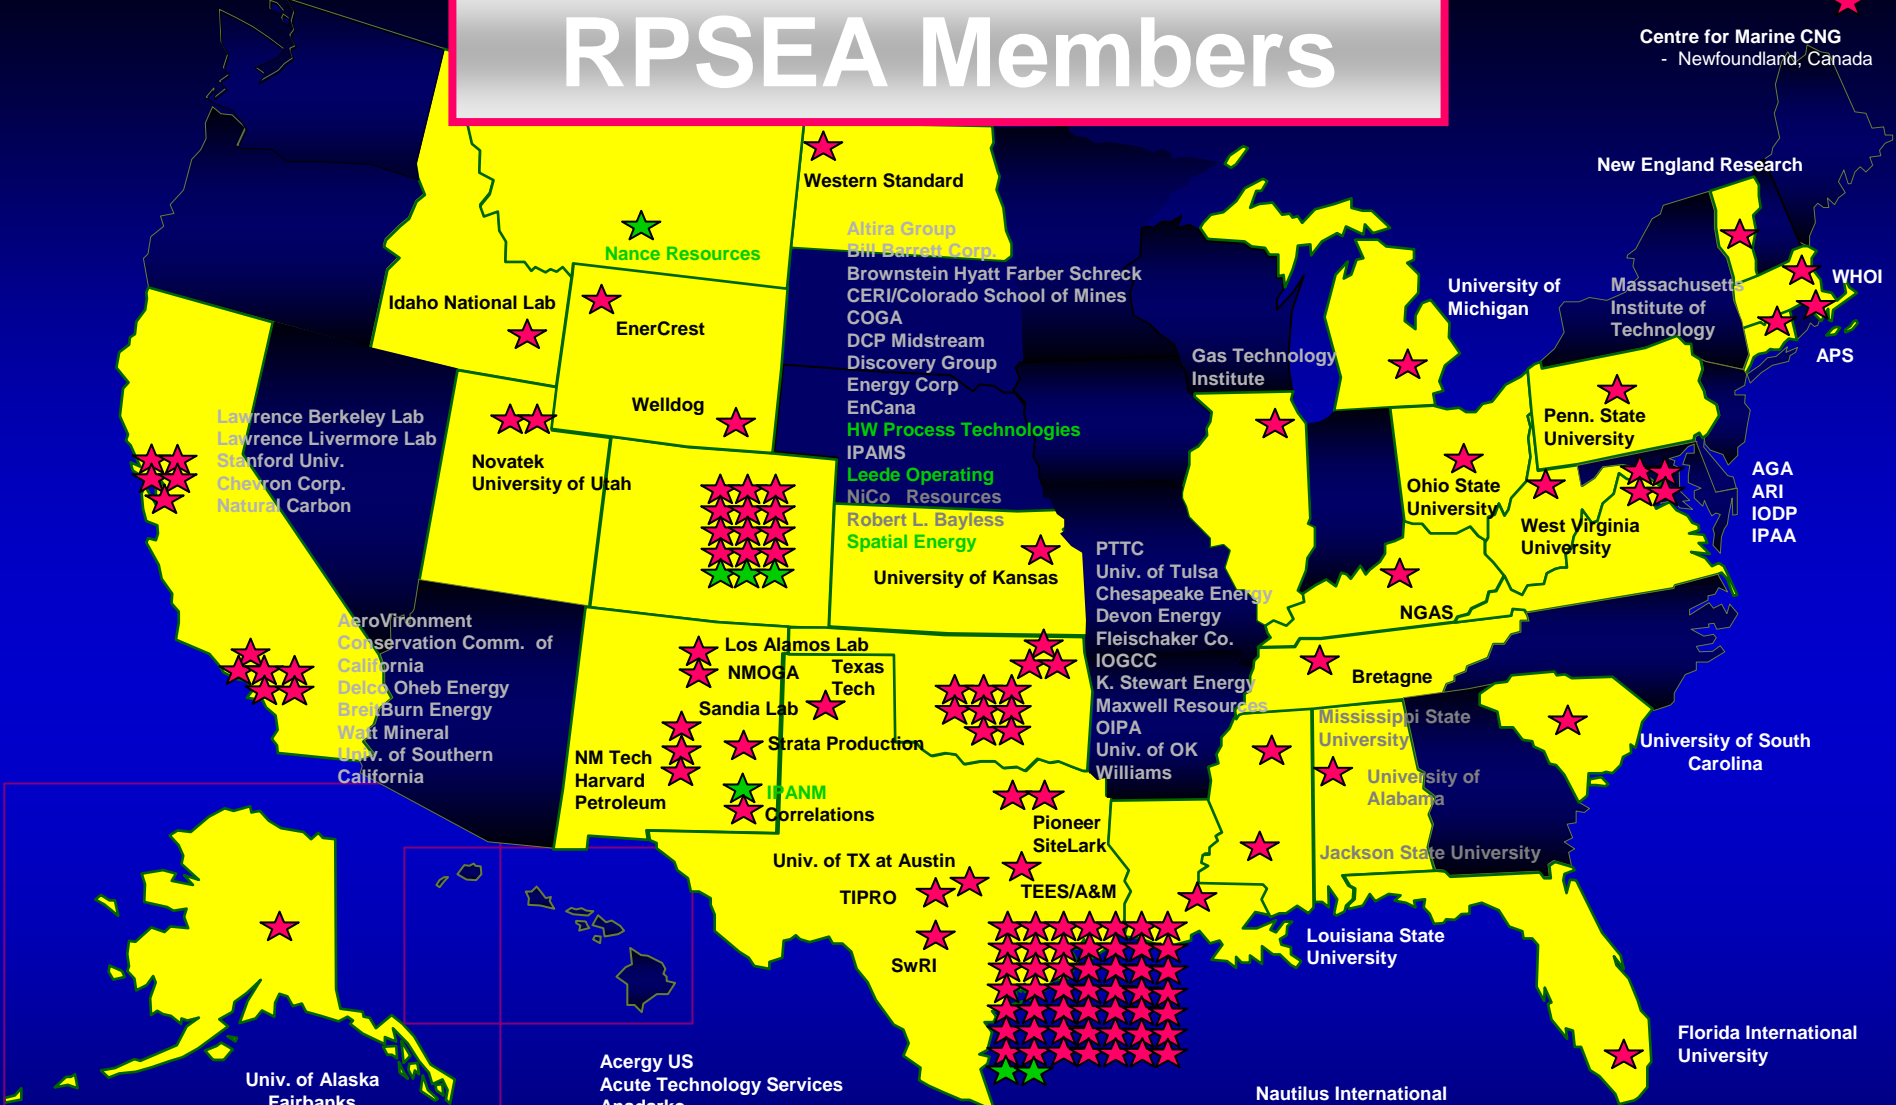 RPSEA Members
Centre for Marine CNG
- Newfoundland, Canada
Western Standard
New England Research
Nance Resources
Altira Group
Bill Barrett Corp.
Brownstein Hyatt Farber Schreck
CERI/Colorado School of Mines
COGA
DCP Midstream
Discovery Group
Energy Corp
EnCana
HW Process Technologies
IPAMS
Leede Operating
NiCo Resources
Robert L. Bayless
Spatial Energy
Idaho National Lab
EnerCrest
Welldog
University of
Michigan
Massachusetts
Institute of
Technology
WHOI
APS
Gas Technology
Institute
Lawrence Berkeley Lab
Lawrence Livermore Lab
Stanford Univ.
Chevron Corp.
Natural Carbon
Novatek
University of Utah
Penn. State
University
Ohio State
University
West Virginia
University
AGA
ARI
IODP
IPAA
University of Kansas
PTTC
Univ. of Tulsa
Chesapeake Energy
Devon Energy
Fleischaker Co.
IOGCC
K. Stewart Energy
Maxwell Resources
OIPA
Univ. of OK
Williams
NGAS
Bretagne
AeroVironment
Conservation Comm. of
California
Delco Oheb Energy
BreitBurn Energy
Watt Mineral
Univ. of Southern
California
Los Alamos Lab
NMOGA
Texas
Tech
Sandia Lab
Strata Production
NM Tech
Harvard
Petroleum
IPANM
Correlations
Mississippi State
University
University of
Alabama
Jackson State University
University of South
Carolina
Pioneer
SiteLark
Univ. of TX at Austin
TIPRO
TEES/A&M
SwRI
Louisiana State
University
Florida International
University
Univ. of Alaska
Fairbanks
Acergy US
Acute Technology Services
Anadarko
Nautilus International